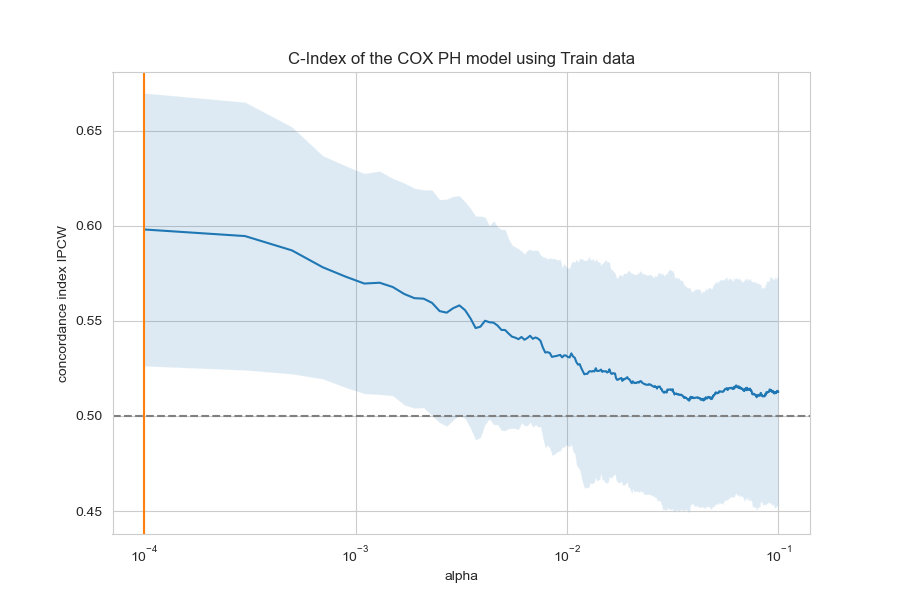 C-Index of the COX PH model using Train data
concordance index IPCW
0.65
0.60
0.55
0.50
0.45
10⁻⁴ 10⁻³ 10⁻² 10⁻¹
alpha